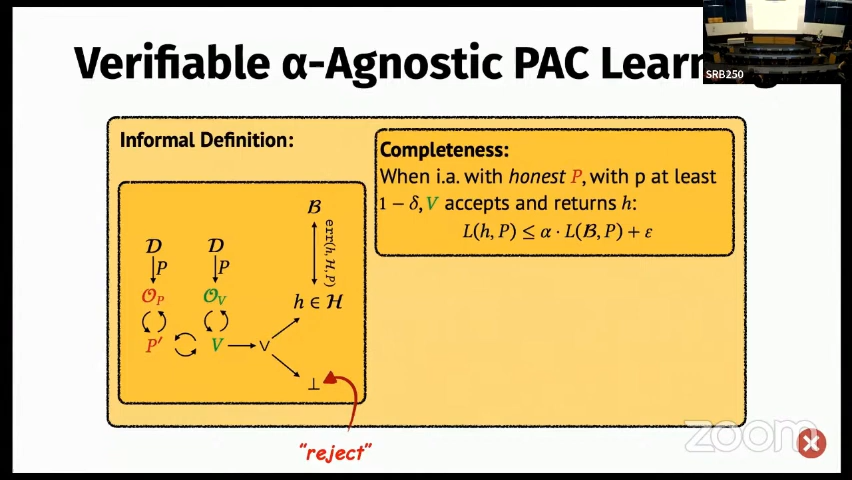 Verifiable α-Agnostic PAC Learning
SRB250
Informal Definition:
ℬ
err(h, ℋ, P)
𝒟 𝒟
P P
𝒪_P 𝒪_V h ∈ ℋ
P′ V ∨
⊥
"reject"
Completeness:
When i.a. with honest P, with p at least
1 − δ, V accepts and returns h:
L(h, P) ≤ α · L(ℬ, P) + ε
zoom